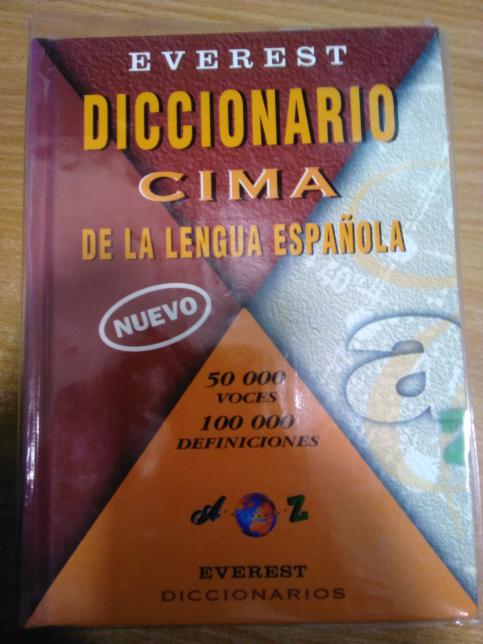 EVEREST
DICCIONARIO
CIMA
DE LA LENGUA ESPAÑOLA
NUEVO
50 000
VOCES
100 000
DEFINICIONES
A Z
EVEREST
DICCIONARIOS
a